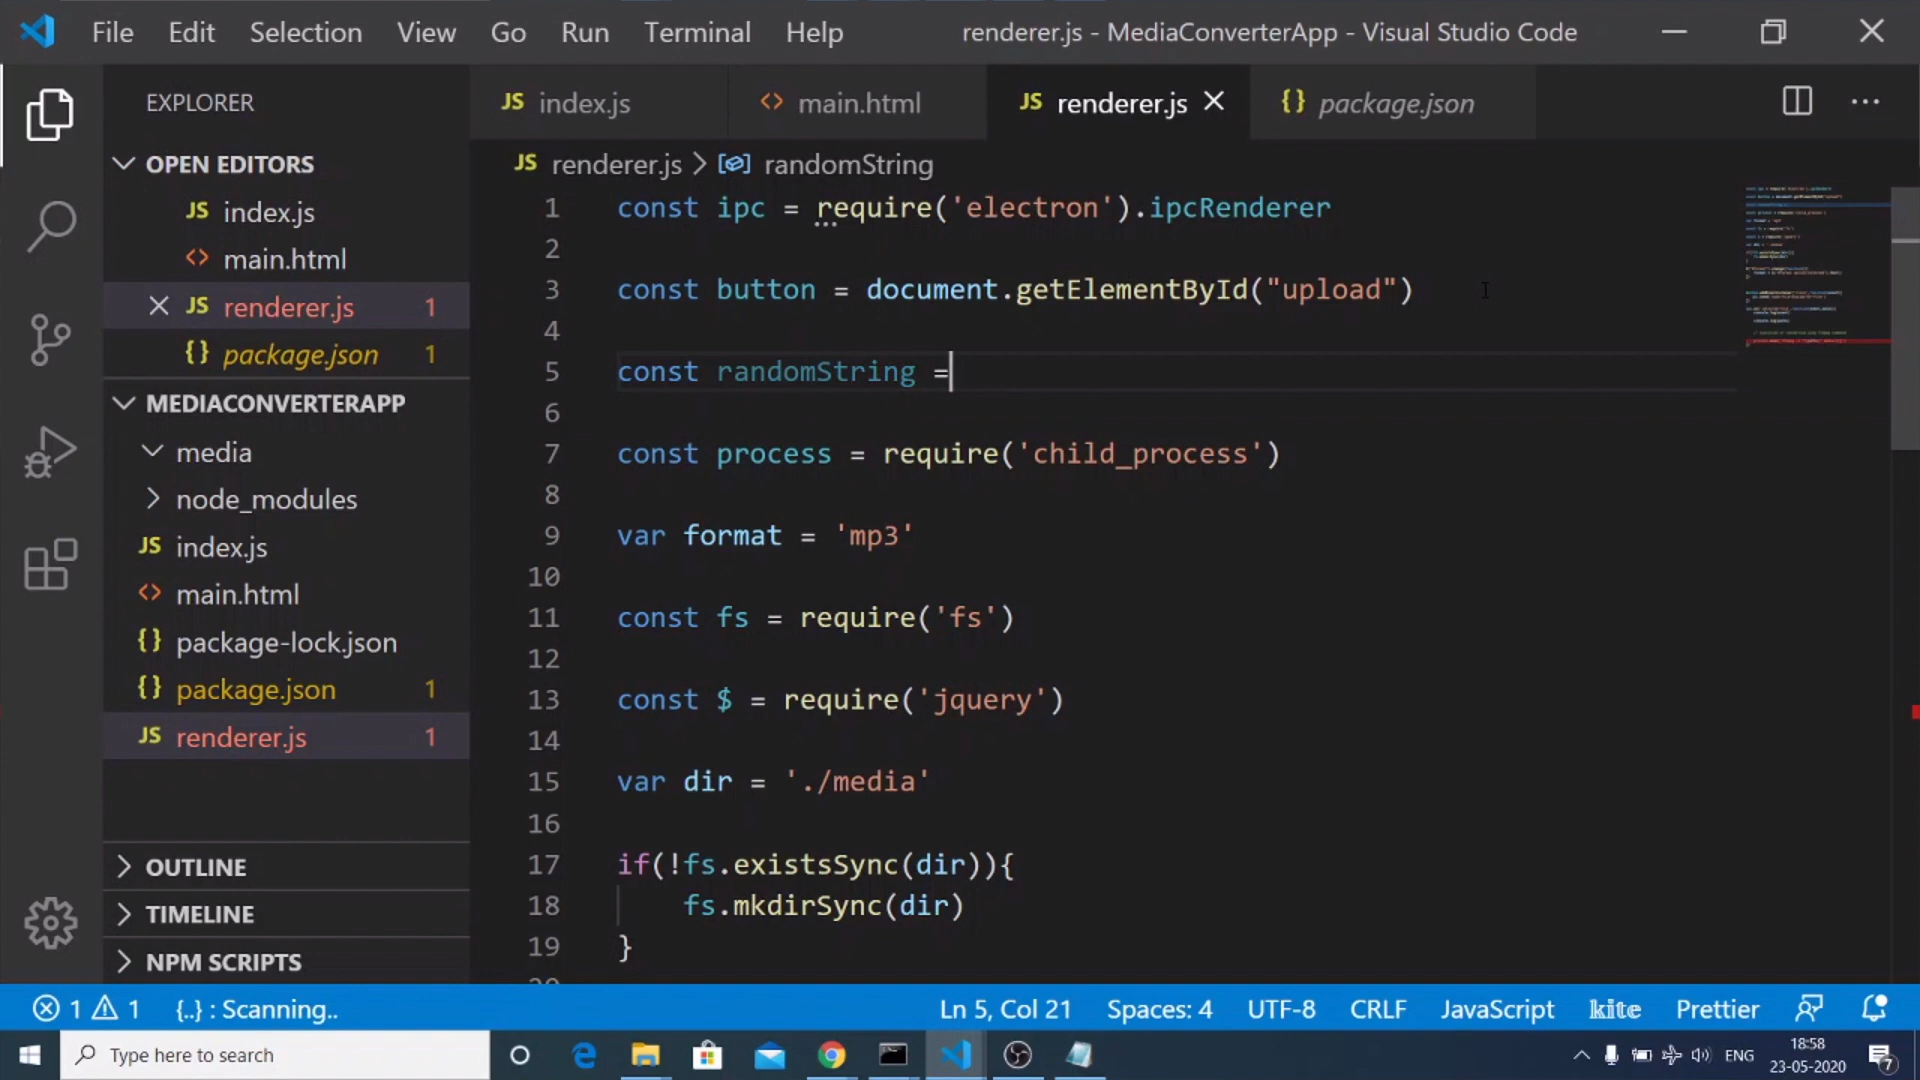 File Edit Selection View Go Run Terminal Help renderer.js - MediaConverterApp - Visual Studio Code
EXPLORER
OPEN EDITORS
JS index.js
<> main.html
JS renderer.js 1
{} package.json 1
MEDIACONVERTERAPP
media
node_modules
JS index.js
<> main.html
{} package-lock.json
{} package.json 1
JS renderer.js 1
OUTLINE
TIMELINE
NPM SCRIPTS
JS index.js <> main.html JS renderer.js {} package.json
JS renderer.js > randomString
1 const ipc = require('electron').ipcRenderer
2
3 const button = document.getElementById("upload")
4
5 const randomString =
6
7 const process = require('child_process')
8
9 var format = 'mp3'
10
11 const fs = require('fs')
12
13 const $ = require('jquery')
14
15 var dir = './media'
16
17 if(!fs.existsSync(dir)){
18 fs.mkdirSync(dir)
19 }
1 1 {..} : Scanning.. Ln 5, Col 21 Spaces: 4 UTF-8 CRLF JavaScript kite Prettier
Type here to search ENG 18:58
23-05-2020 7